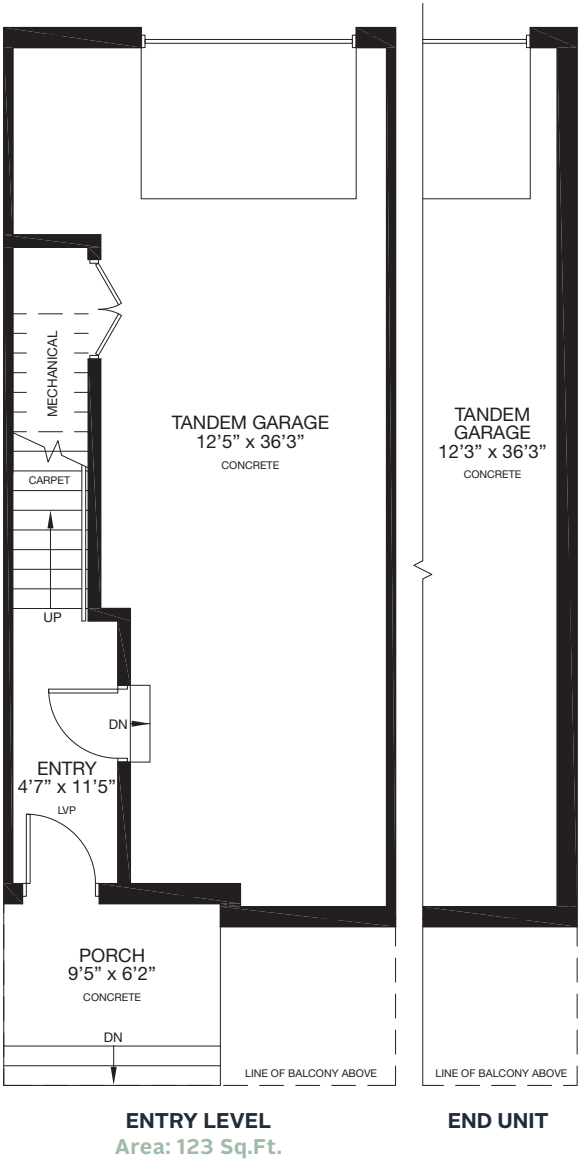 MECHANICAL
TANDEM GARAGE
12'5” x 36'3”
CONCRETE
TANDEM
GARAGE
12'3” x 36'3”
CONCRETE
CARPET
UP
DN
ENTRY
4'7” x 11'5”
LVP
PORCH
9'5” x 6'2”
CONCRETE
DN
LINE OF BALCONY ABOVE
LINE OF BALCONY ABOVE
ENTRY LEVEL
Area: 123 Sq.Ft.
END UNIT